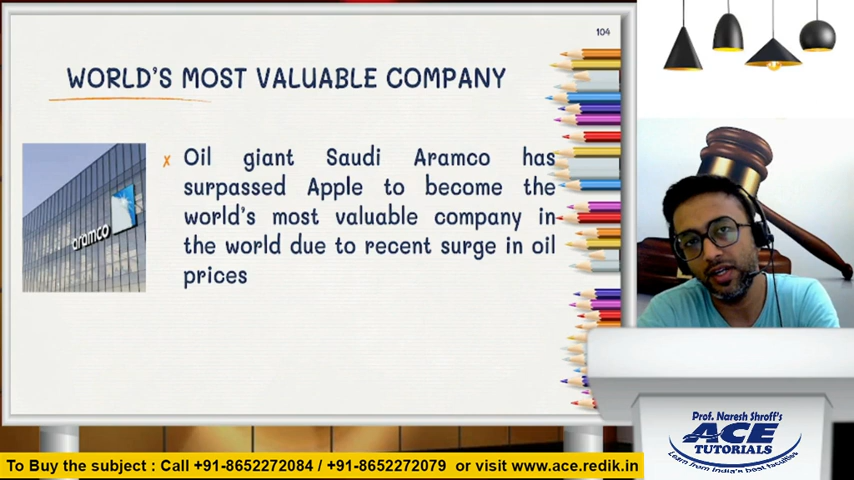 104
WORLD'S MOST VALUABLE COMPANY
aramco
x Oil giant Saudi Aramco has
surpassed Apple to become the
world's most valuable company in
the world due to recent surge in oil
prices
Prof. Naresh Shroff's
ACE
TUTORIALS
Learn from India's best faculties
To Buy the subject : Call +91-8652272084 / +91-8652272079 or visit www.ace.redik.in